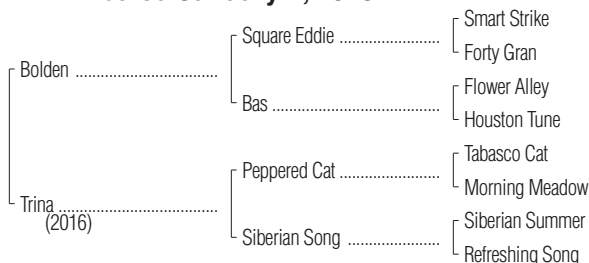 Smart Strike
Square Eddie
Forty Gran
Bolden
Flower Alley
Bas
Houston Tune
Tabasco Cat
Peppered Cat
Morning Meadow
Trina
(2016)
Siberian Summer
Siberian Song
Refreshing Song